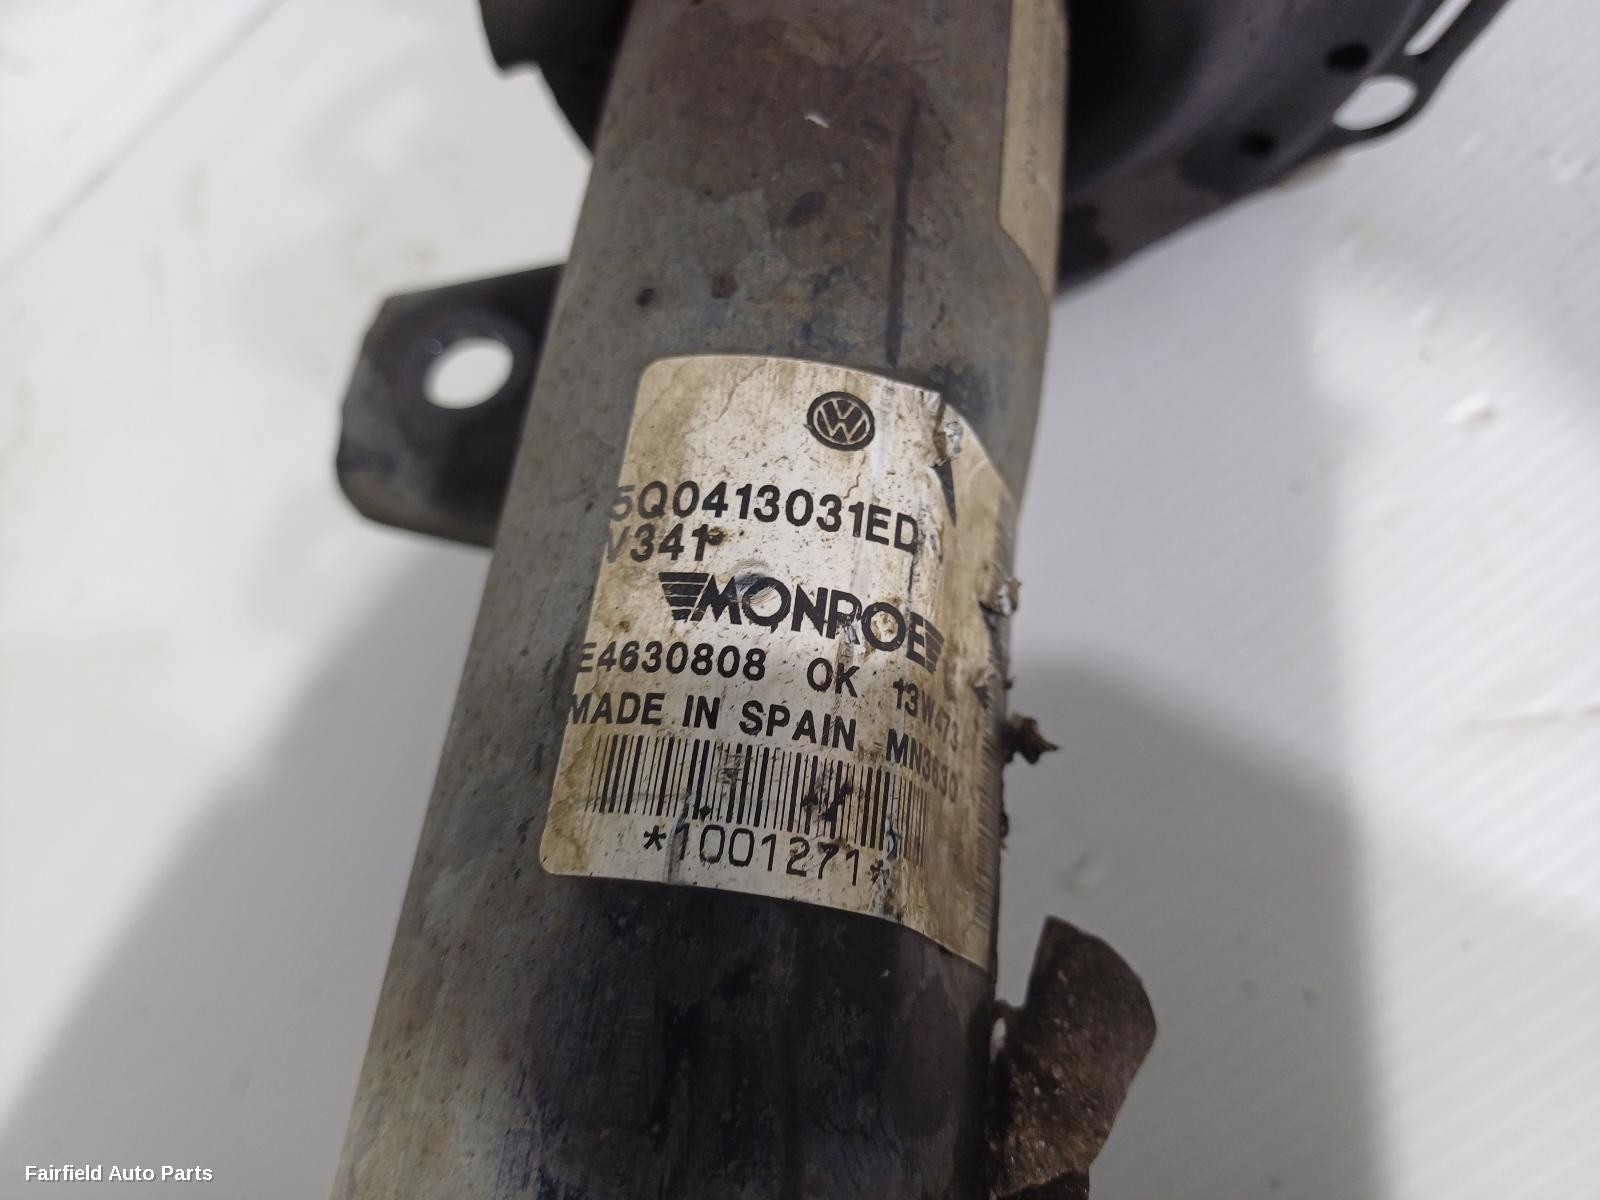 5Q0413031ED
V341
MONROE
E4630808 OK 13W473
MADE IN SPAIN MN3630
*1001271*
Fairfield Auto Parts